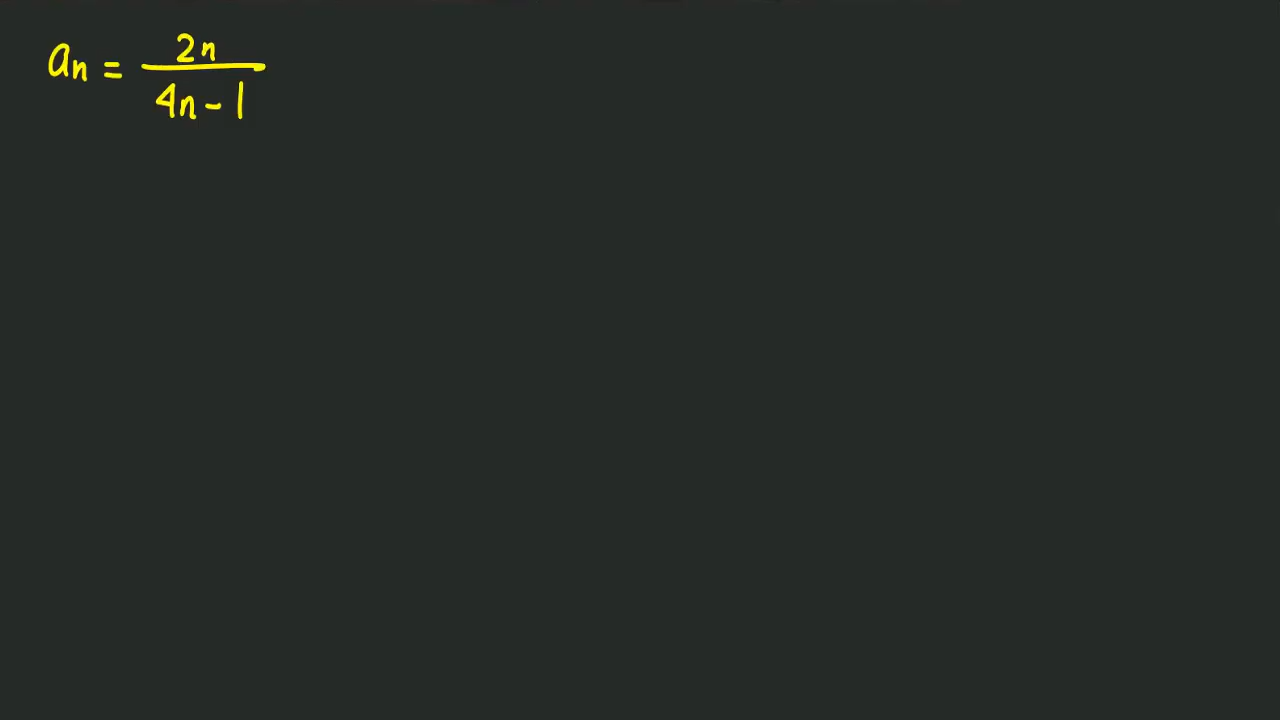 aₙ = 2n / (4n - 1)